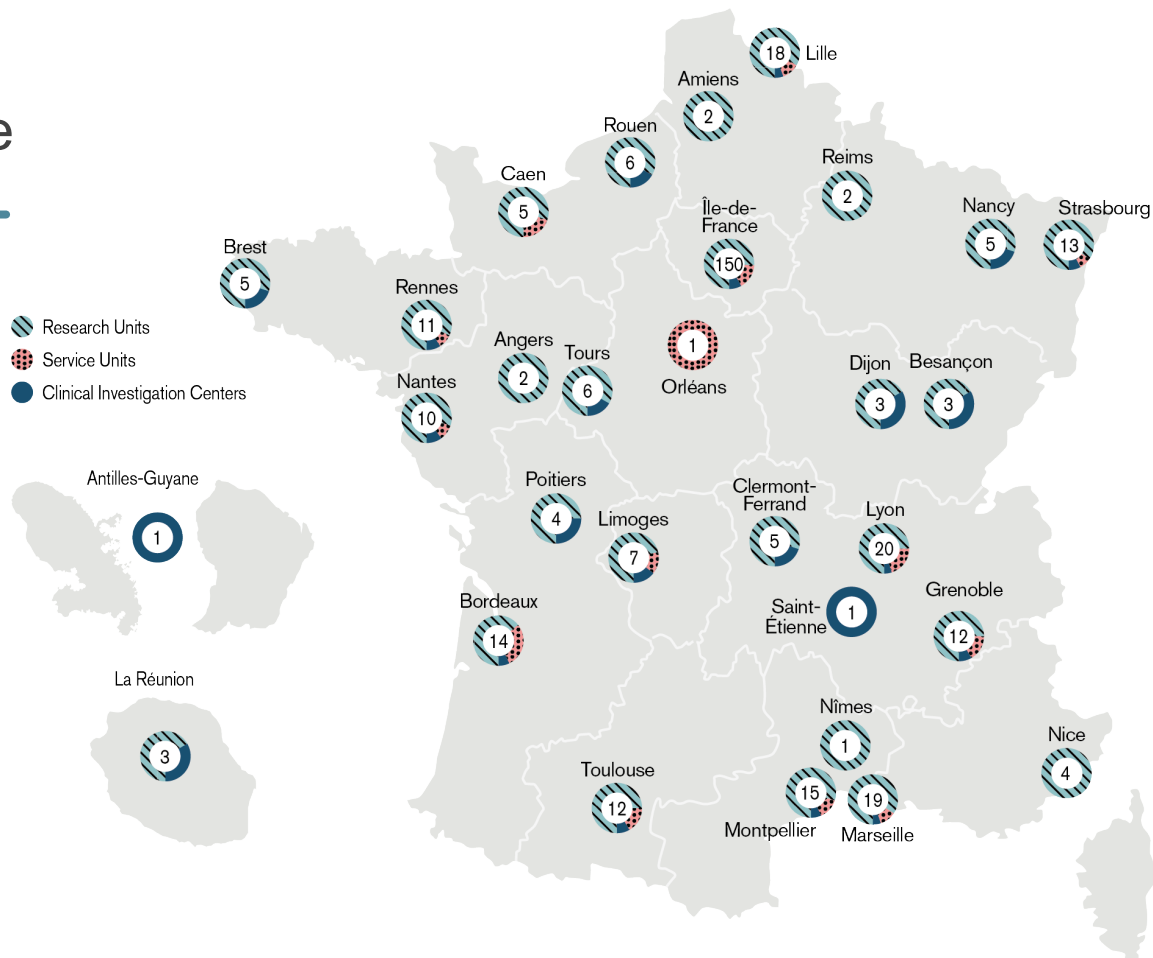 e
18
Lille
Amiens
2
Rouen
6
Reims
2
Caen
5
Île-de-
France
150
Nancy
5
Strasbourg
13
Brest
5
Rennes
11
Research Units
Service Units
Clinical Investigation Centers
Angers
2
Tours
6
1
Orléans
Dijon
3
Besançon
3
Nantes
10
Antilles-Guyane
1
Poitiers
4
Limoges
7
Clermont-
Ferrand
5
Lyon
20
Saint-
Étienne
1
Grenoble
12
Bordeaux
14
La Réunion
3
Nîmes
1
Nice
4
Toulouse
12
15
Montpellier
19
Marseille